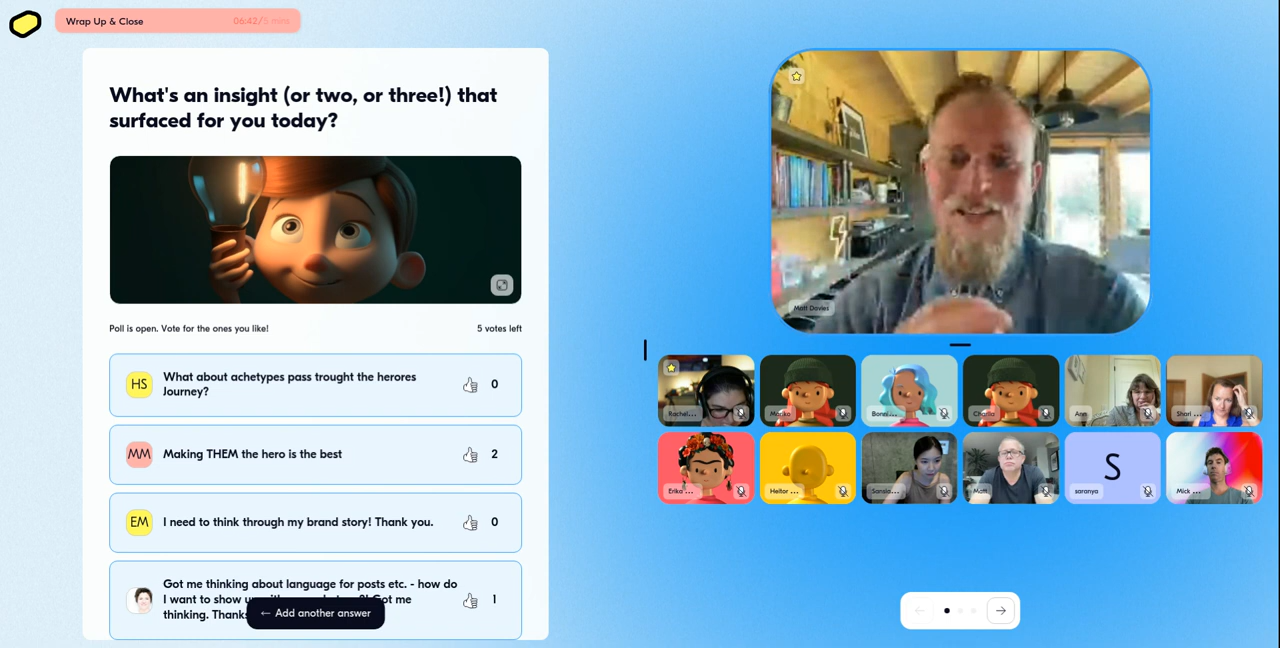 Wrap Up & Close
06:42/5 mins
What's an insight (or two, or three!) that
surfaced for you today?
Poll is open. Vote for the ones you like!
5 votes left
HS
What about achetypes pass trought the herores
Journey?
0
MM
Making THEM the hero is the best
2
EM
I need to think through my brand story! Thank you.
0
Got me thinking about language for posts etc. - how do
I want to show
Got me
thinking. Thanks
1
← Add another answer
Matt Davies
Rachel...
Mariko
Bonni...
Charlie
Ann
Shari ...
Erika ...
Heitor ...
Matt
S
saranya
Mick ...